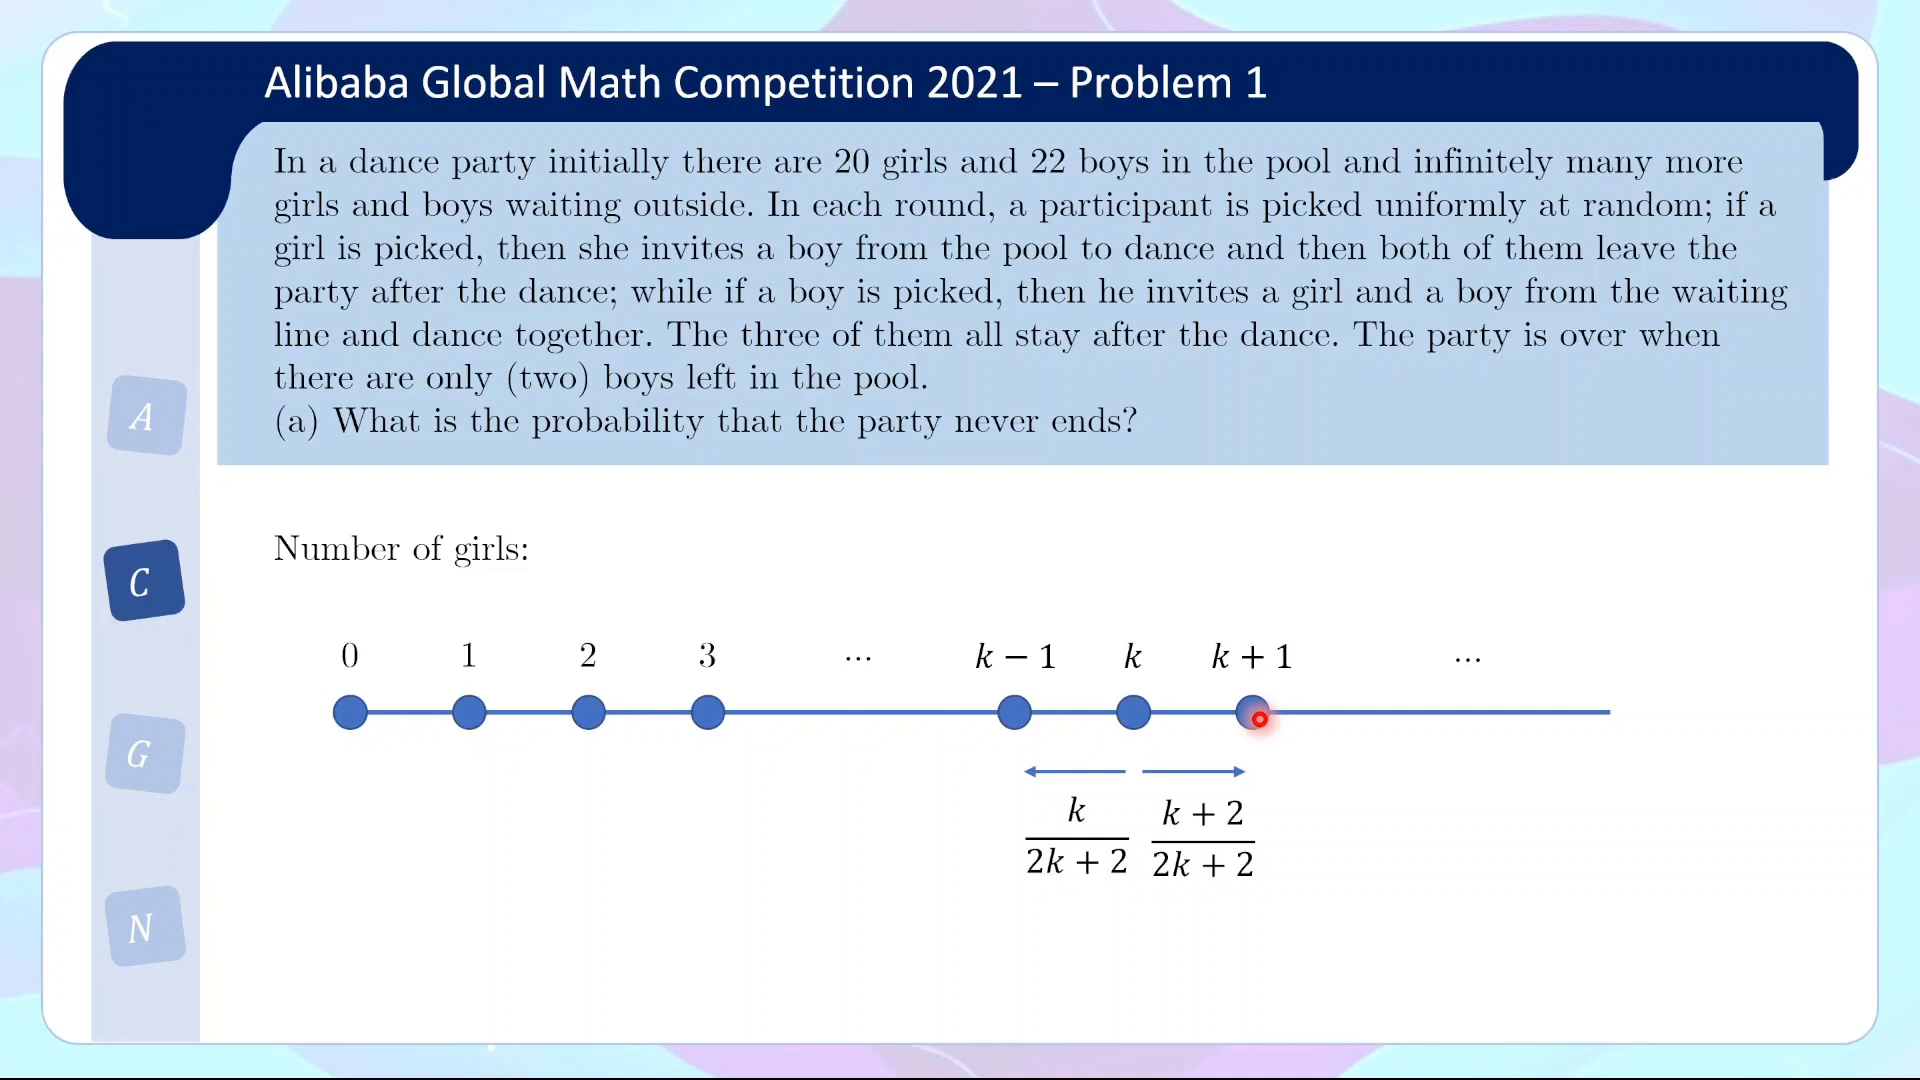 Alibaba Global Math Competition 2021 – Problem 1
In a dance party initially there are 20 girls and 22 boys in the pool and infinitely many more
girls and boys waiting outside. In each round, a participant is picked uniformly at random; if a
girl is picked, then she invites a boy from the pool to dance and then both of them leave the
party after the dance; while if a boy is picked, then he invites a girl and a boy from the waiting
line and dance together. The three of them all stay after the dance. The party is over when
there are only (two) boys left in the pool.
(a) What is the probability that the party never ends?
A
C
G
N
Number of girls:
0 1 2 3 ... k − 1 k k + 1 ...
k k + 2
2k + 2 2k + 2